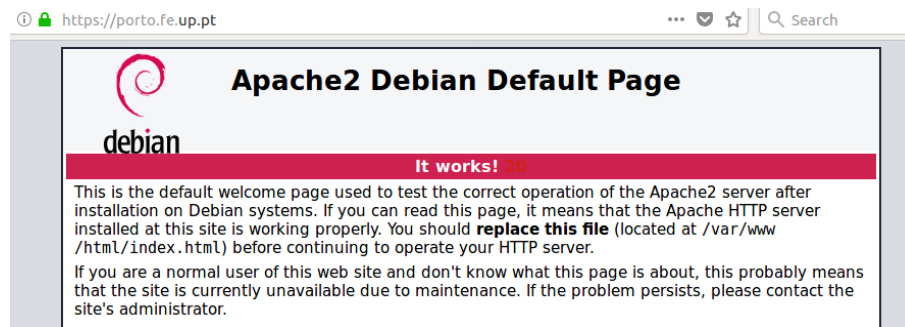 https://porto.fe.up.pt
Search
Apache2 Debian Default Page
debian
It works! 20
This is the default welcome page used to test the correct operation of the Apache2 server after
installation on Debian systems. If you can read this page, it means that the Apache HTTP server
installed at this site is working properly. You should replace this file (located at /var/www
/html/index.html) before continuing to operate your HTTP server.
If you are a normal user of this web site and don't know what this page is about, this probably means
that the site is currently unavailable due to maintenance. If the problem persists, please contact the
site's administrator.